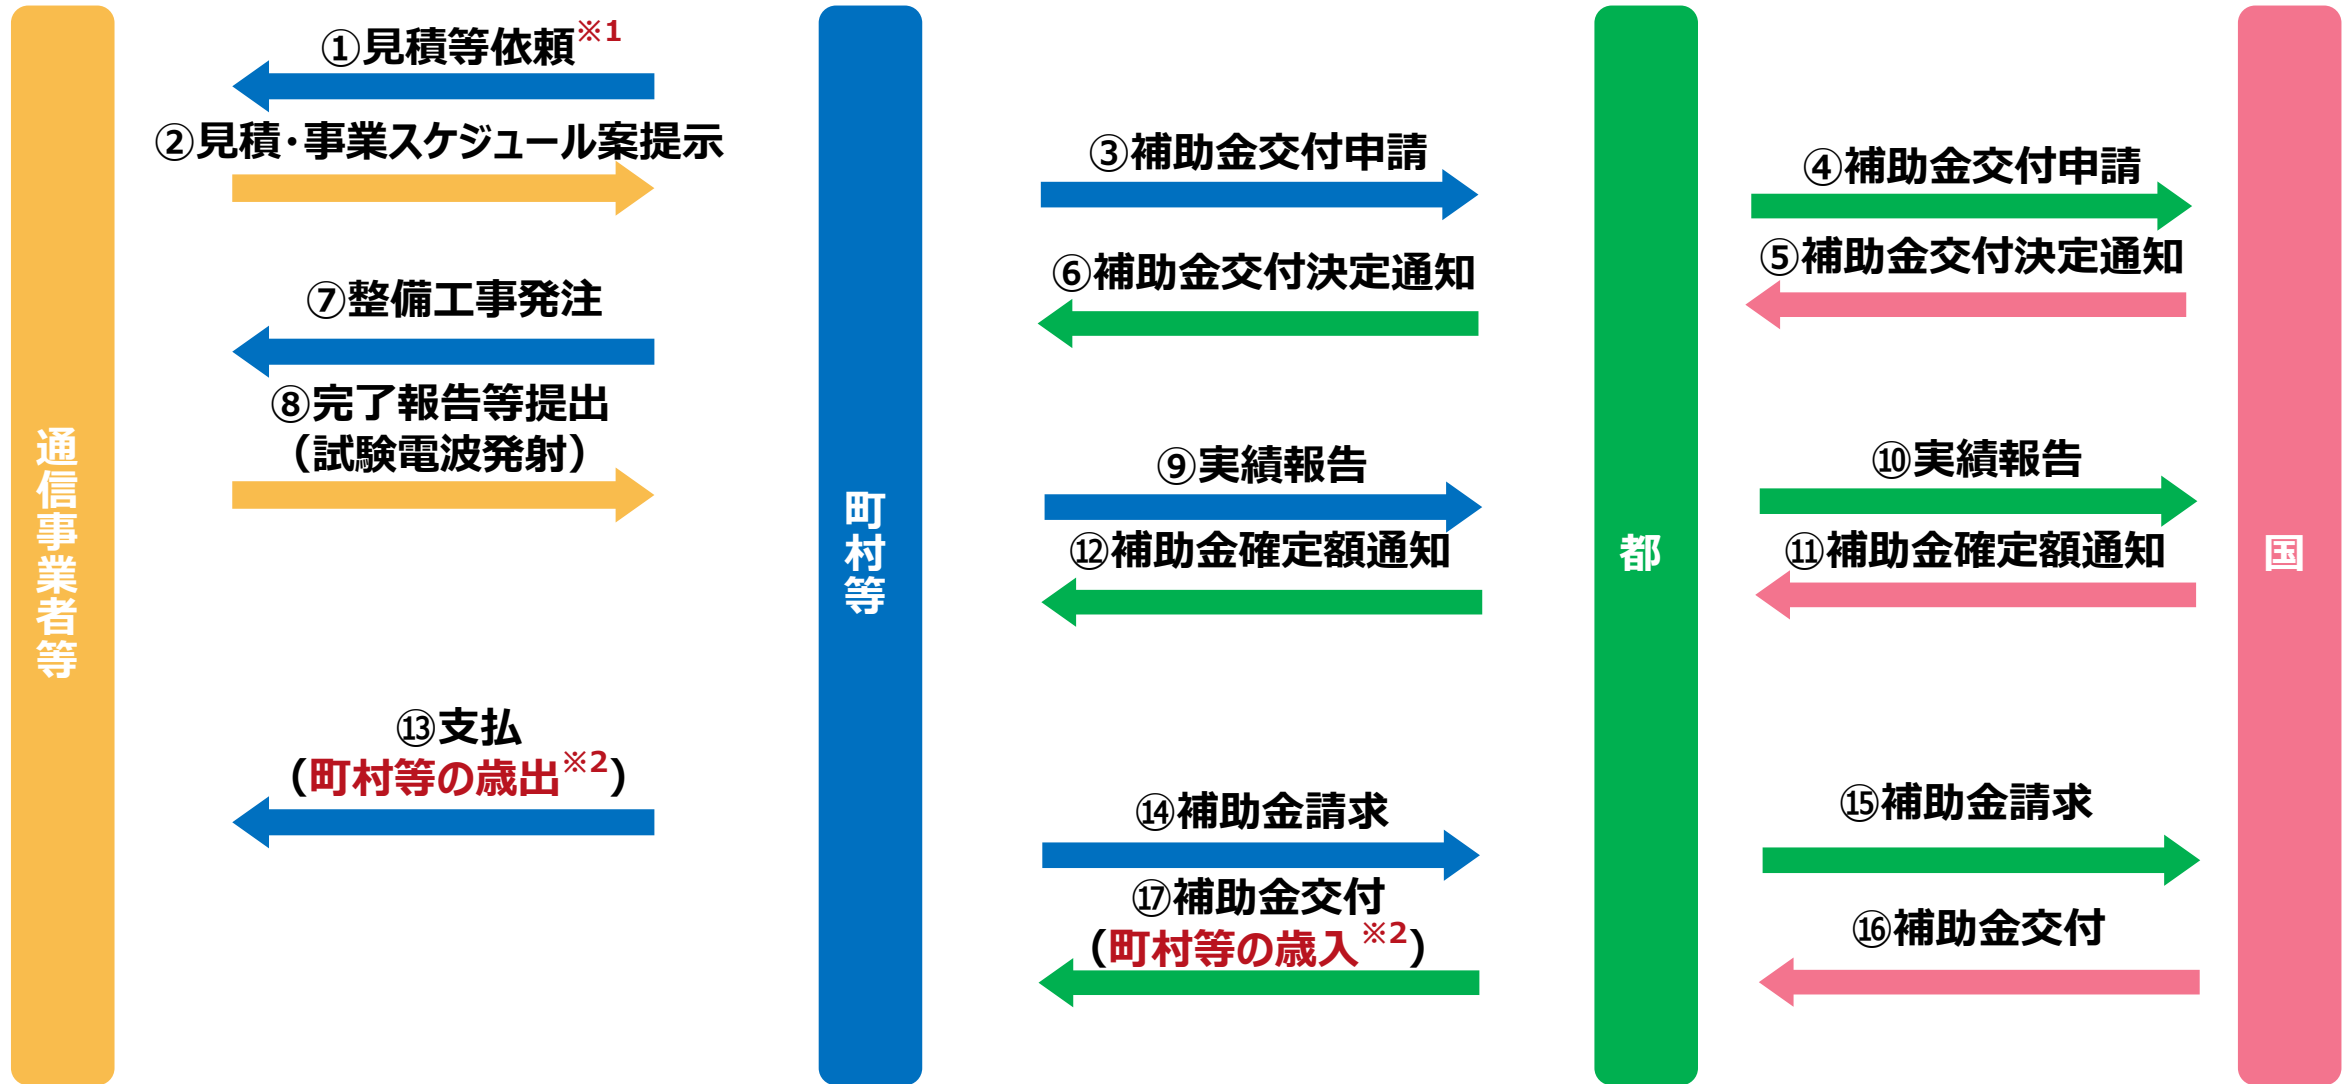 ①見積等依頼※1
②見積・事業スケジュール案提示
③補助金交付申請
④補助金交付申請
⑤補助金交付決定通知
⑥補助金交付決定通知
⑦整備工事発注
⑧完了報告等提出
（試験電波発射）
⑨実績報告
⑩実績報告
⑪補助金確定額通知
⑫補助金確定額通知
⑬支払
（町村等の歳出※2）
⑭補助金請求
⑮補助金請求
⑯補助金交付
⑰補助金交付
（町村等の歳入※2）
通信事業者等
町村等
都
国